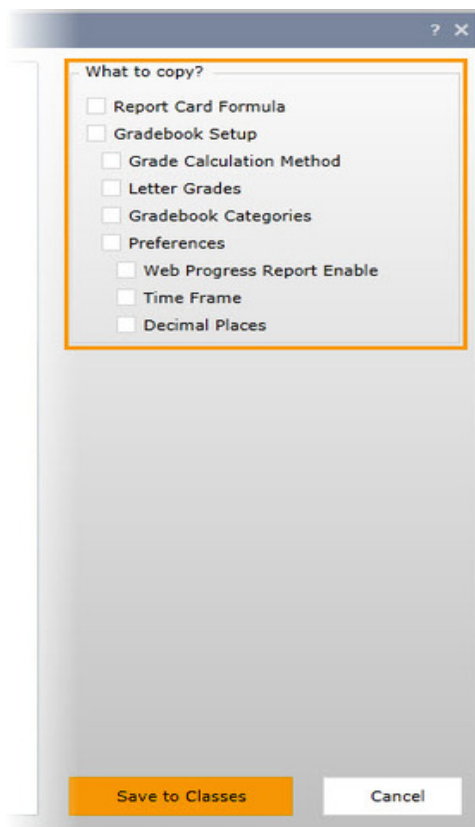 ?
What to copy?
Report Card Formula
Gradebook Setup
Grade Calculation Method
Letter Grades
Gradebook Categories
Preferences
Web Progress Report Enable
Time Frame
Decimal Places
Save to Classes
Cancel